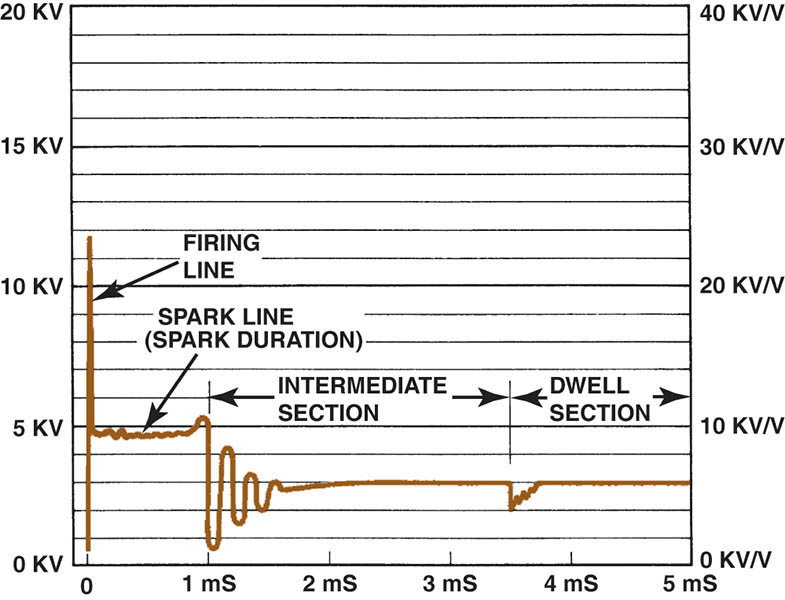 20 KV
40 KV/V
15 KV
30 KV/V
FIRING
LINE
10 KV
20 KV/V
SPARK LINE
(SPARK DURATION)
INTERMEDIATE
SECTION
DWELL
SECTION
5 KV
10 KV/V
0 KV
0 KV/V
0
1 mS
2 mS
3 mS
4 mS
5 mS